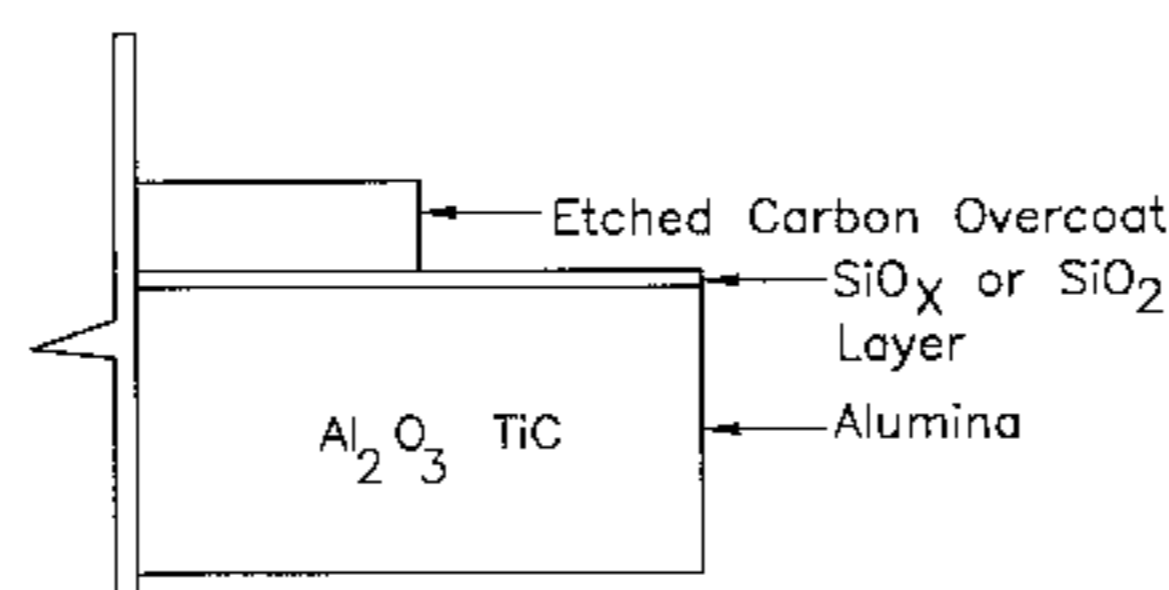 Etched Carbon Overcoat
SiOX or SiO2
Layer
Al2O3 TiC
Alumina